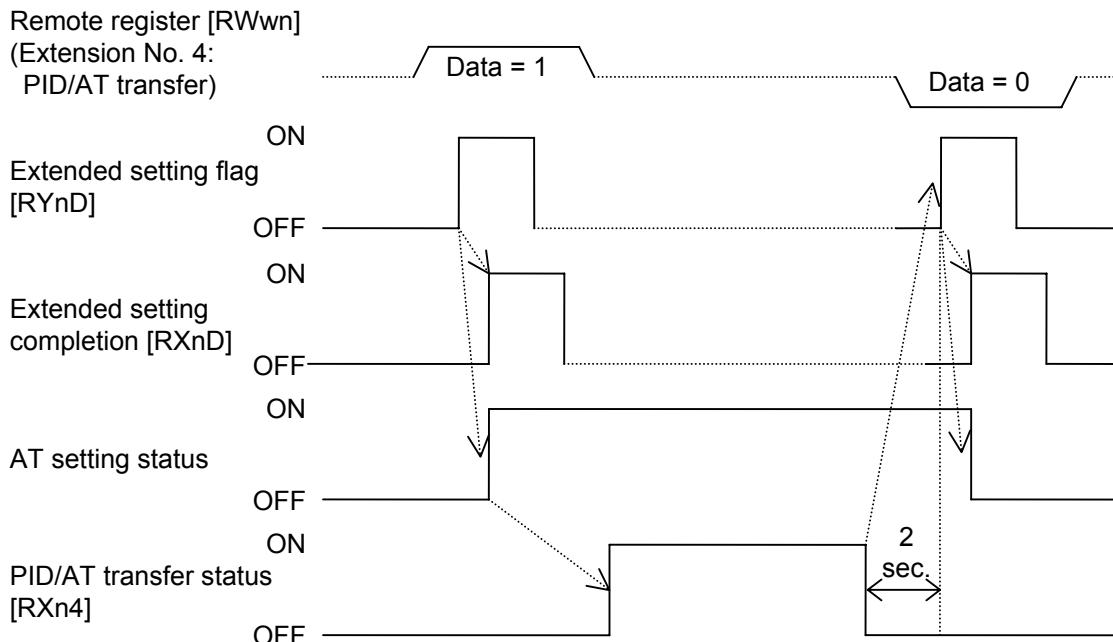 Remote register [RWwn]
(Extension No. 4:
PID/AT transfer)
Data = 1
Data = 0
ON
Extended setting flag
[RYnD]
OFF
ON
Extended setting
completion [RXnD]
OFF
ON
AT setting status
OFF
ON
2
sec.
PID/AT transfer status
[RXn4]
OFF